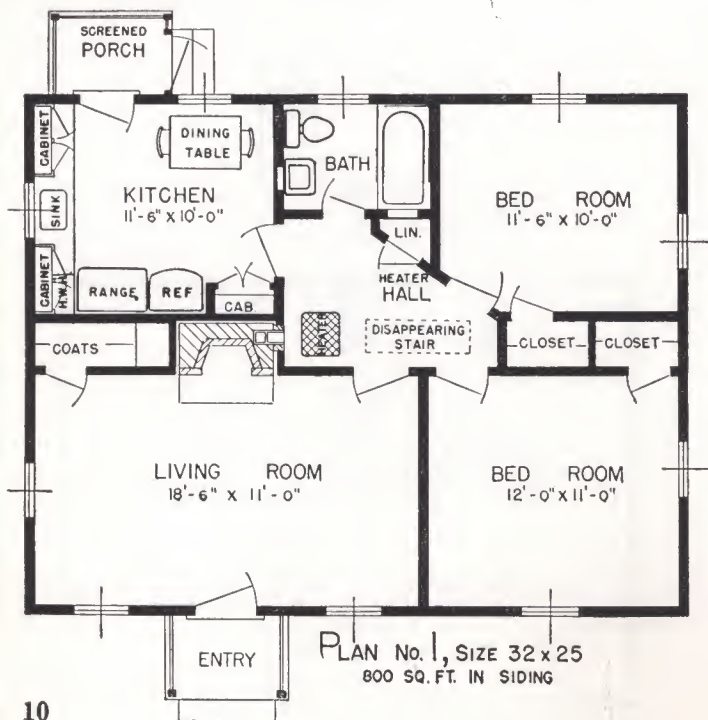 SCREENED
PORCH
CABINET
DINING
TABLE
KITCHEN
11'-6" X 10'-0"
SINK
CABINET
H.W.H.
RANGE
REF
CAB
BATH
LIN.
HEATER
HALL
HEATER
DISAPPEARING
STAIR
BED ROOM
11'-6" X 10'-0"
CLOSET
CLOSET
COATS
LIVING ROOM
18'-6" X 11'-0"
BED ROOM
12'-0" X 11'-0"
ENTRY
PLAN No. 1, SIZE 32 x 25
800 SQ. FT. IN SIDING
10